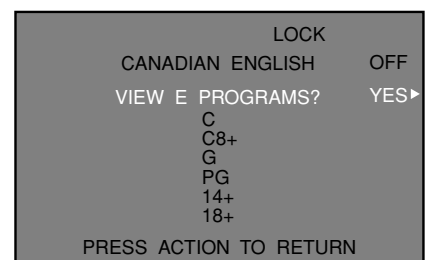 LOCK
CANADIAN ENGLISH OFF
VIEW E PROGRAMS? YES▶
C
C8+
G
PG
14+
18+
PRESS ACTION TO RETURN